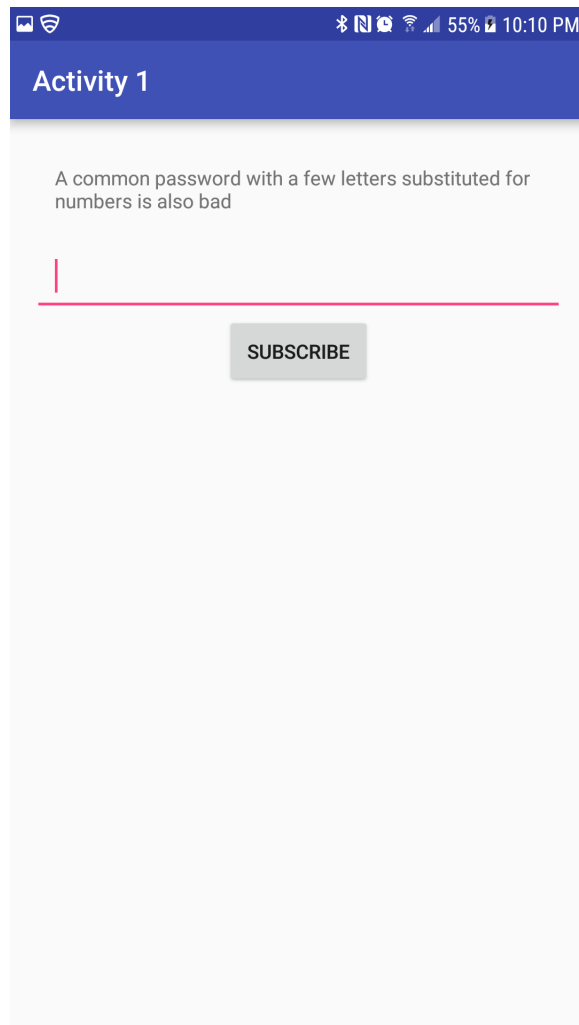 55% 10:10 PM
Activity 1
A common password with a few letters substituted for
numbers is also bad
SUBSCRIBE